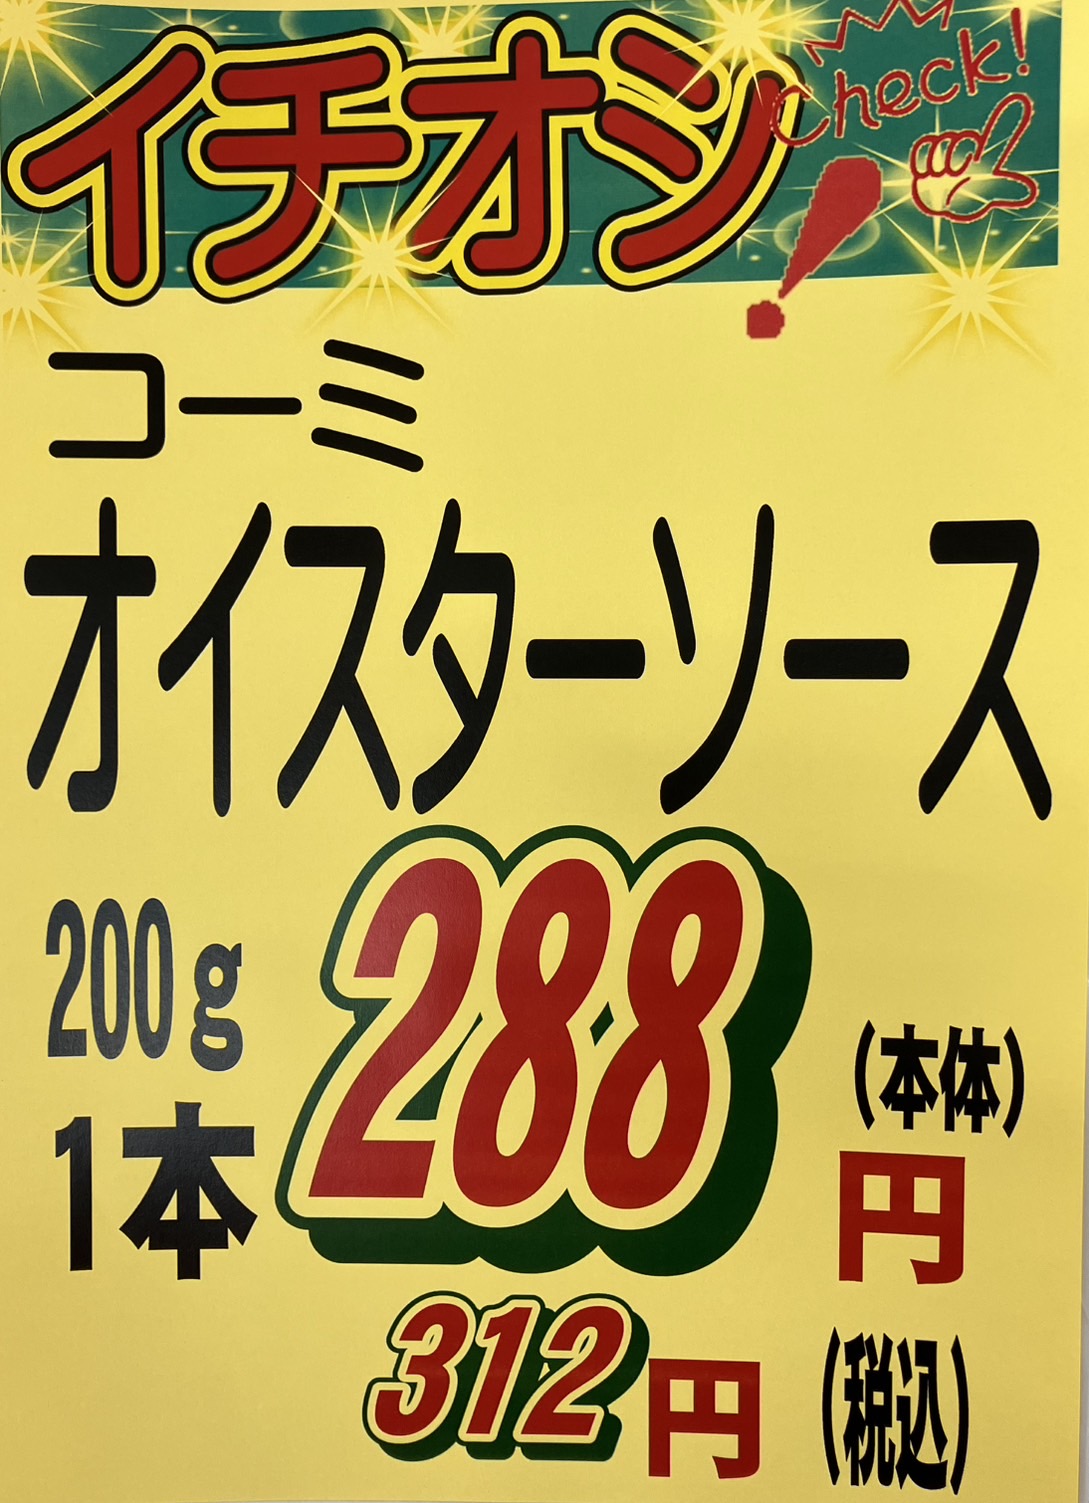 イチオシ
Check!
コーミ
オイスターソース
200g
1本
288
(本体)
円
312円
(税込)